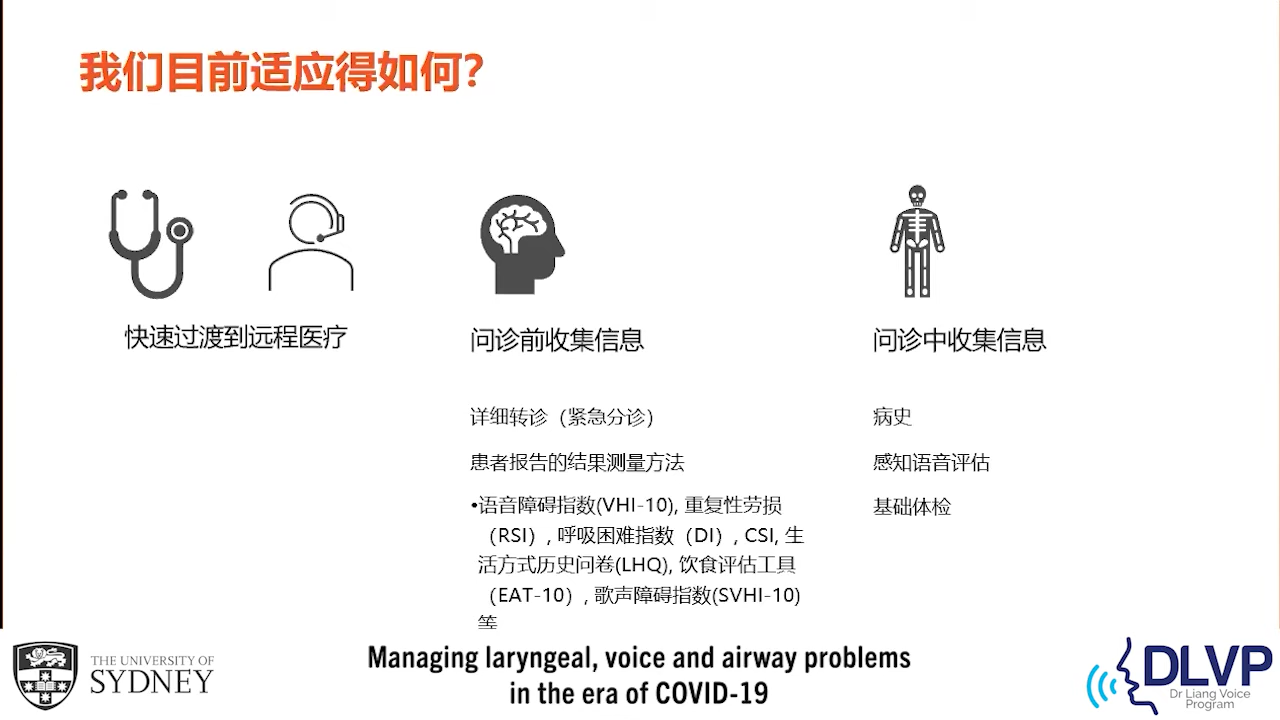 我们目前适应得如何?
快速过渡到远程医疗
问诊前收集信息
问诊中收集信息
详细转诊（紧急分诊）
患者报告的结果测量方法
•语音障碍指数(VHI-10), 重复性劳损
（RSI）, 呼吸困难指数（DI）, CSI, 生
活方式历史问卷(LHQ), 饮食评估工具
（EAT-10）, 歌声障碍指数(SVHI-10)
等
病史
感知语音评估
基础体检
THE UNIVERSITY OF
SYDNEY
Managing laryngeal, voice and airway problems
in the era of COVID-19
DLVP
Dr Liang Voice
Program